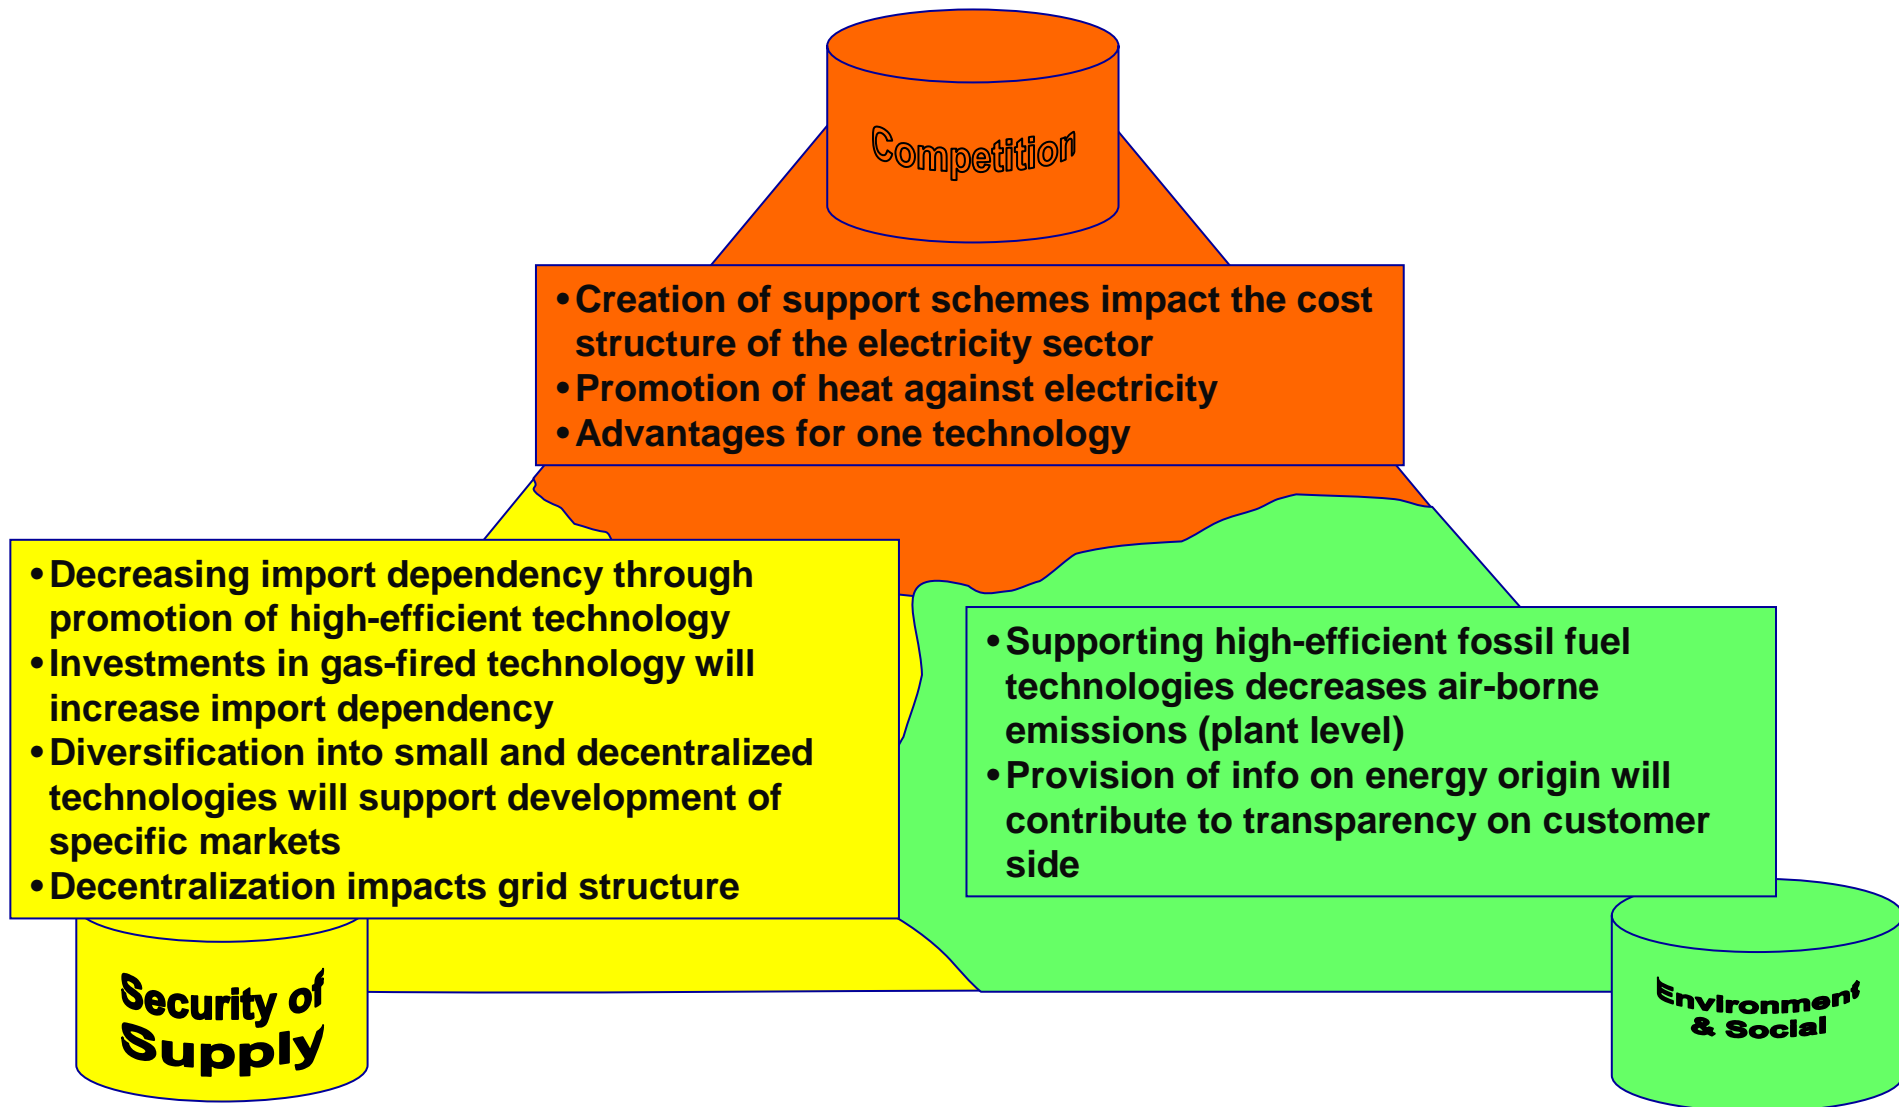 Competition
•Creation of support schemes impact the cost
structure of the electricity sector
•Promotion of heat against electricity
•Advantages for one technology
•Decreasing import dependency through
promotion of high-efficient technology
•Investments in gas-fired technology will
increase import dependency
•Diversification into small and decentralized
technologies will support development of
specific markets
•Decentralization impacts grid structure
•Supporting high-efficient fossil fuel
technologies decreases air-borne
emissions (plant level)
•Provision of info on energy origin will
contribute to transparency on customer
side
Security of
Supply
Environment
& Social